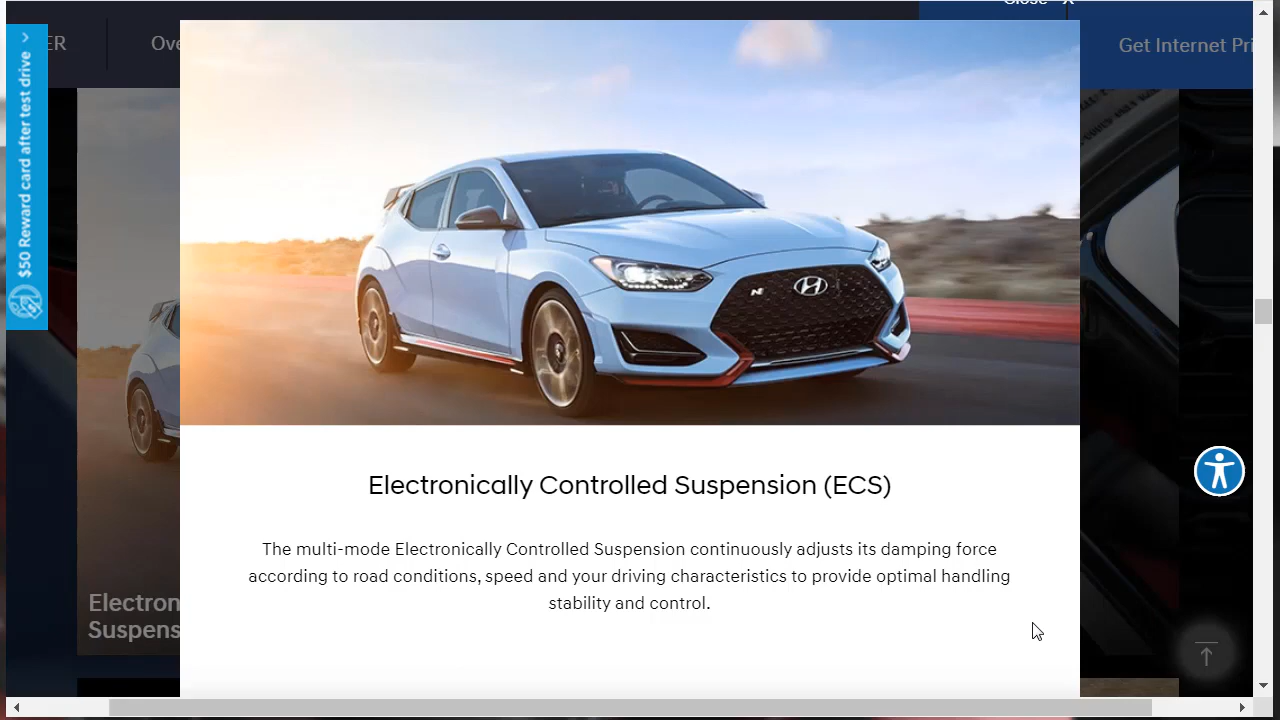 Close X
ER
Ove
Get Internet Pri
$50 Reward card after test drive >
N
Electronically Controlled Suspension (ECS)
The multi-mode Electronically Controlled Suspension continuously adjusts its damping force
according to road conditions, speed and your driving characteristics to provide optimal handling
stability and control.
Electron
Suspens